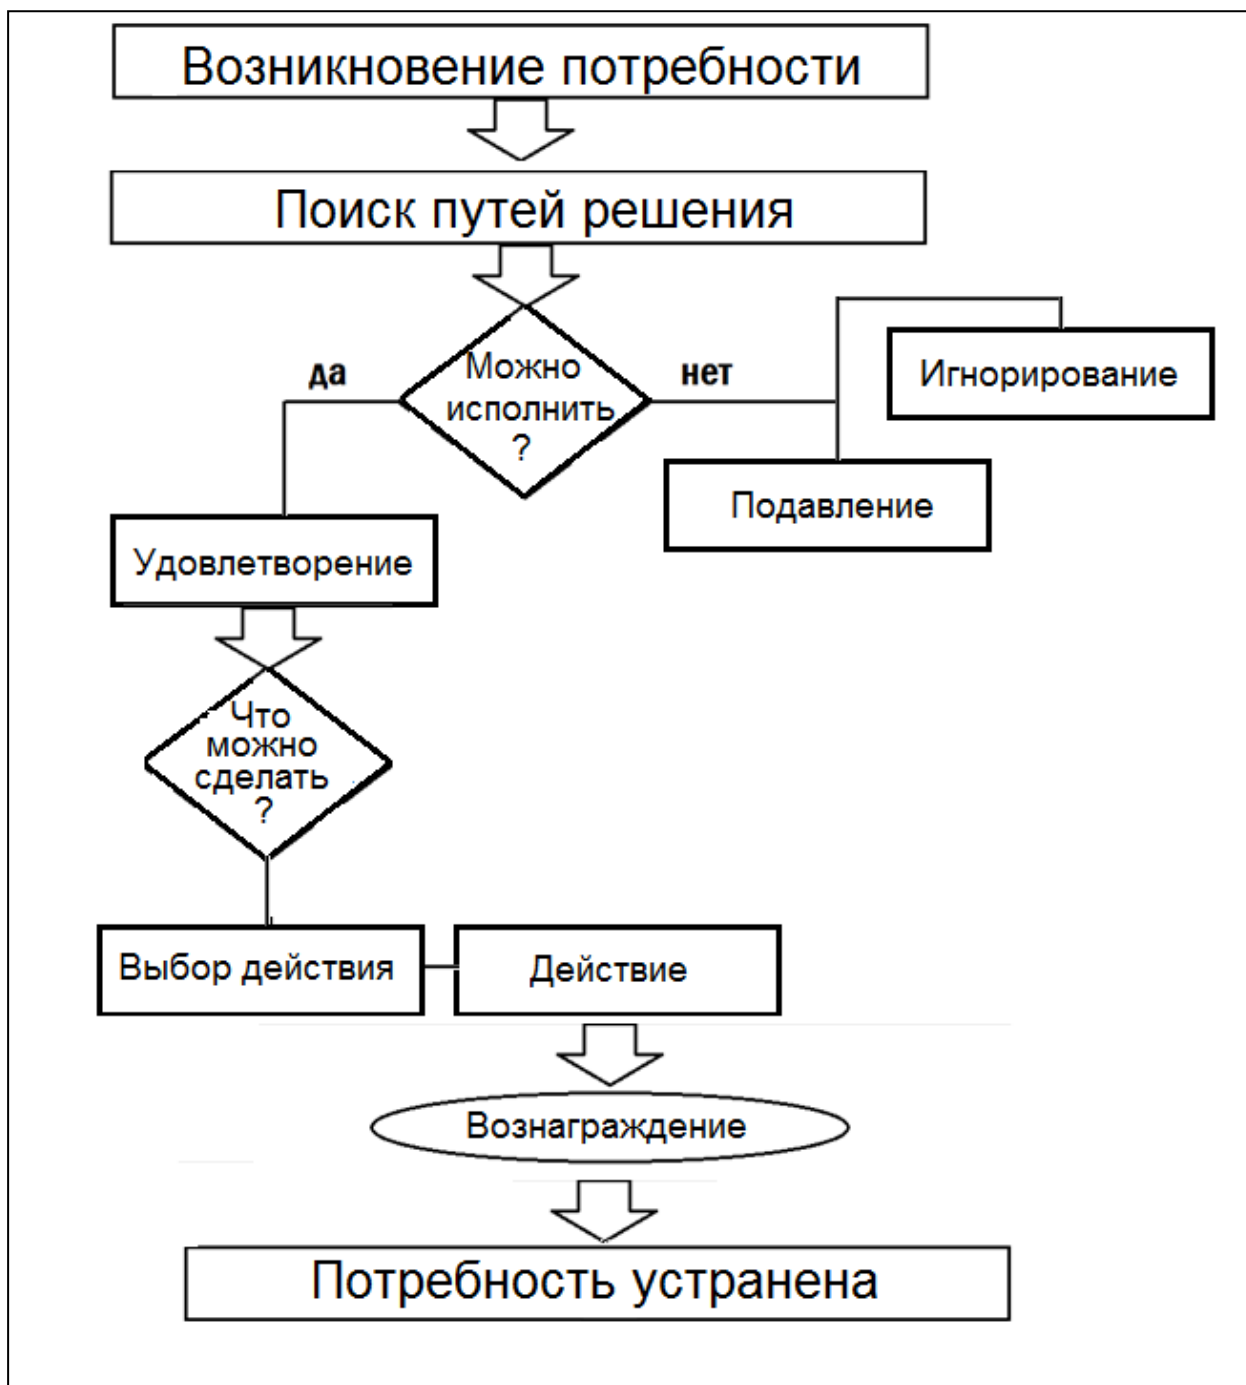 Возникновение потребности
Поиск путей решения
да
Можно
исполнить
?
нет
Игнорирование
Подавление
Удовлетворение
Что
можно
сделать
?
Выбор действия
Действие
Вознаграждение
Потребность устранена